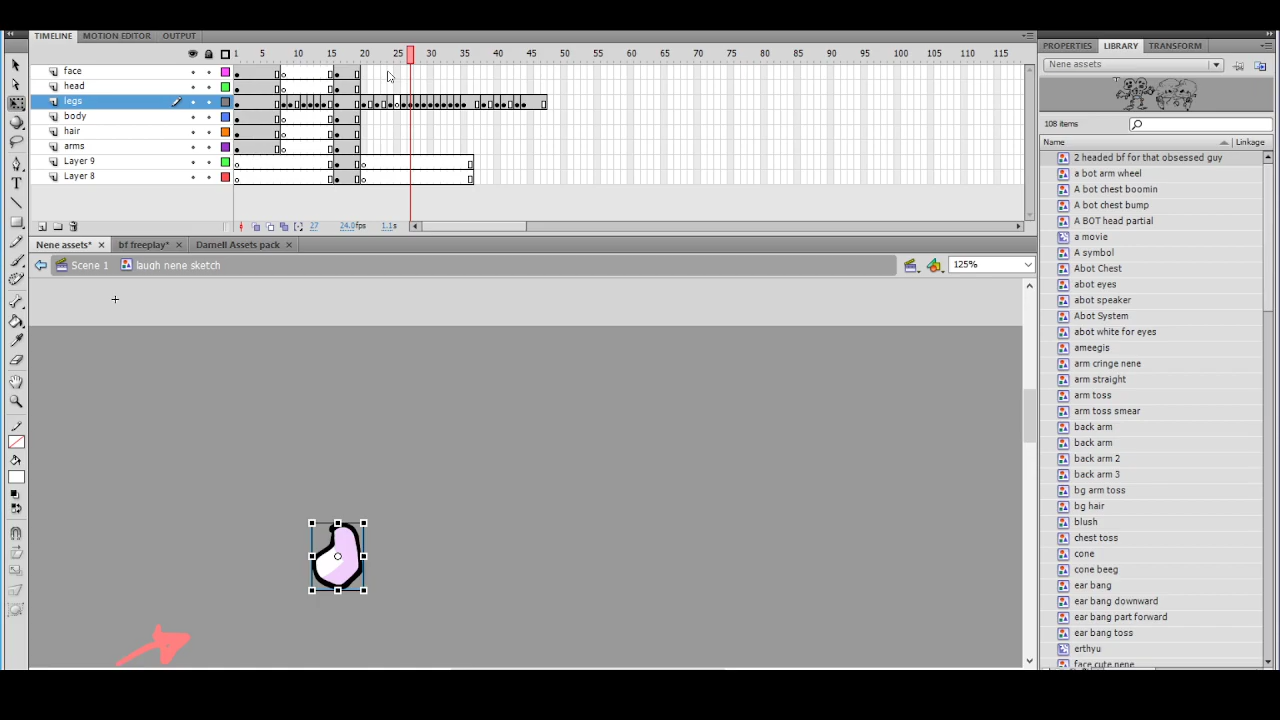 TIMELINE MOTION EDITOR OUTPUT
PROPERTIES LIBRARY TRANSFORM
1 5 10 15 20 25 30 35 40 45 50 55 60 65 70 75 80 85 90 95 100 105 110 115
Nene assets
face
head
legs
body
hair
arms
Layer 9
Layer 8
108 items
Name Linkage
27 24.0fps 1.1s
Nene assets* bf freeplay* Darnell Assets pack
Scene 1 laugh nene sketch 125%
2 headed bf for that obsessed guy
a bot arm wheel
A bot chest boomin
A bot chest bump
A BOT head partial
a movie
A symbol
Abot Chest
abot eyes
abot speaker
Abot System
abot white for eyes
ameegis
arm cringe nene
arm straight
arm toss
arm toss smear
back arm
back arm
back arm 2
back arm 3
bg arm toss
bg hair
blush
chest toss
cone
cone beeg
ear bang
ear bang downward
ear bang part forward
ear bang toss
erthyu
face cute nene